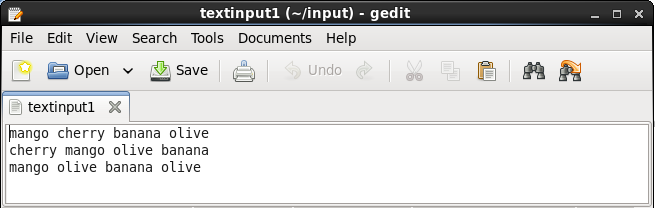 textinput1 (~/input) - gedit
File Edit View Search Tools Documents Help
Open Save Undo
textinput1
mango cherry banana olive
cherry mango olive banana
mango olive banana olive